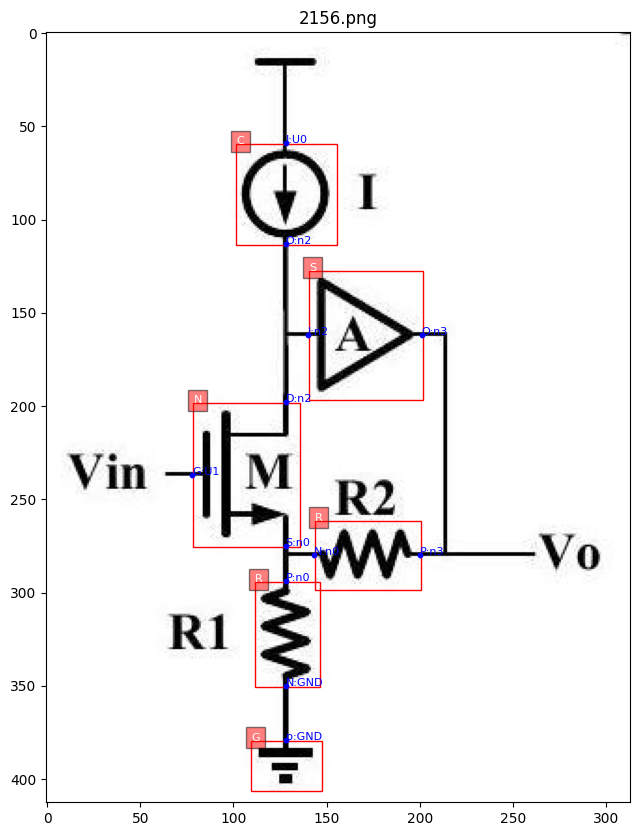 2156.png
0
C
I:U0
50
I
100
O:n2
S
150
I:n2
A
O:n3
N
D:n2
200
Vin
G:U1
M
R2
250
R
S:n0
N:n0
P:n3
Vo
R
P:n0
300
R1
350
N:GND
G
p:GND
400
0 50 100 150 200 250 300